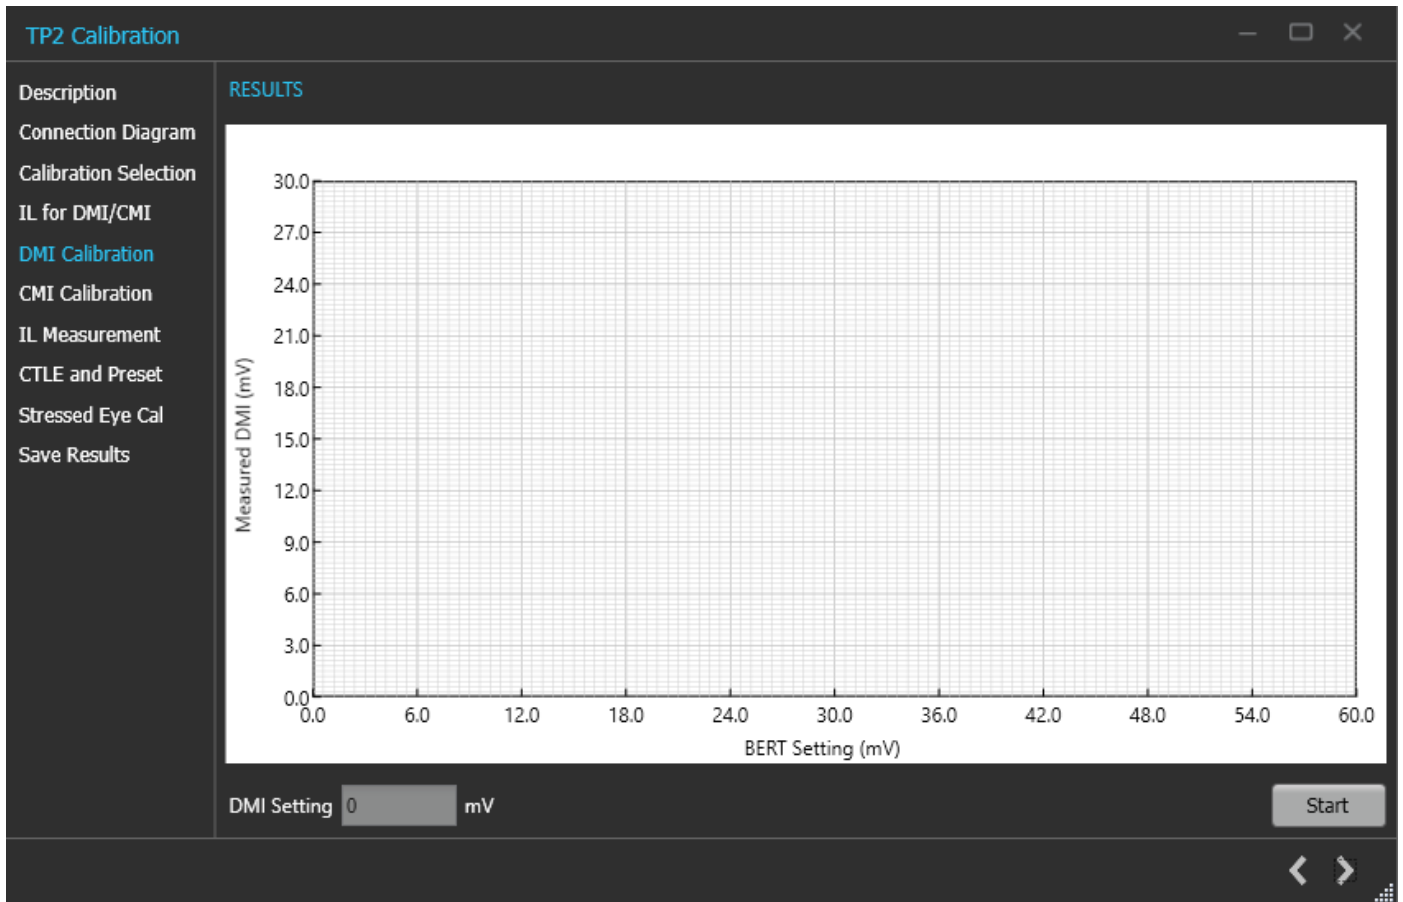 TP2 Calibration
Description
Connection Diagram
Calibration Selection
IL for DMI/CMI
DMI Calibration
CMI Calibration
IL Measurement
CTLE and Preset
Stressed Eye Cal
Save Results
RESULTS
Measured DMI (mV)
30.0
27.0
24.0
21.0
18.0
15.0
12.0
9.0
6.0
3.0
0.0
0.0 6.0 12.0 18.0 24.0 30.0 36.0 42.0 48.0 54.0 60.0
BERT Setting (mV)
DMI Setting 0 mV
Start